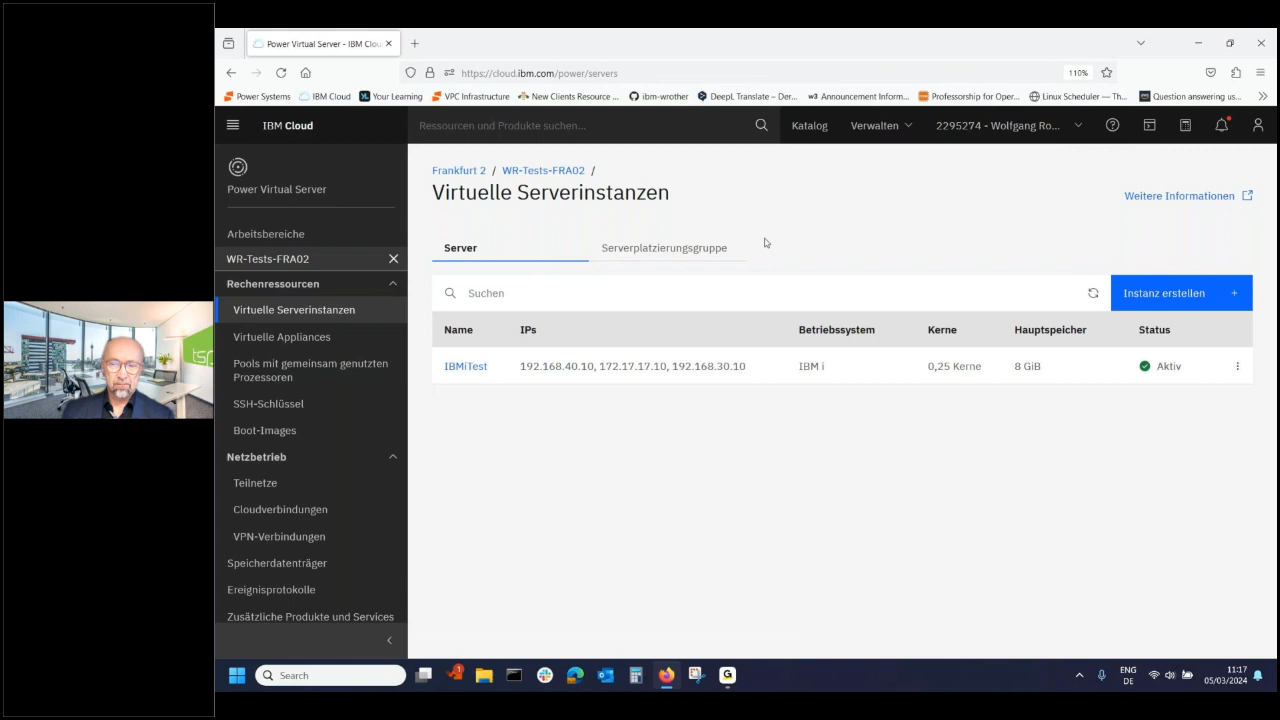 Power Virtual Server - IBM Clou
https://cloud.ibm.com/power/servers
110%
Power Systems
IBM Cloud
Your Learning
VPC Infrastructure
New Clients Resource ...
ibm-wrother
DeepL Translate – Der...
w3 Announcement Inform...
Professorship for Oper...
Linux Scheduler — Th...
Question answering us...
IBM Cloud
Ressourcen und Produkte suchen...
Katalog
Verwalten
2295274 - Wolfgang Ro...
Power Virtual Server
Arbeitsbereiche
WR-Tests-FRA02
Rechenressourcen
Virtuelle Serverinstanzen
Virtuelle Appliances
Pools mit gemeinsam genutzten
Prozessoren
SSH-Schlüssel
Boot-Images
Netzbetrieb
Teilnetze
Cloudverbindungen
VPN-Verbindungen
Speicherdatenträger
Ereignisprotokolle
Zusätzliche Produkte und Services
Frankfurt 2 / WR-Tests-FRA02 /
Virtuelle Serverinstanzen
Weitere Informationen
Server
Serverplatzierungsgruppe
Suchen
Instanz erstellen +
Name IPs Betriebssystem Kerne Hauptspeicher Status
IBMiTest 192.168.40.10, 172.17.17.10, 192.168.30.10 IBM i 0,25 Kerne 8 GiB Aktiv
tsp
Search
1
G
ENG
DE
11:17
05/03/2024